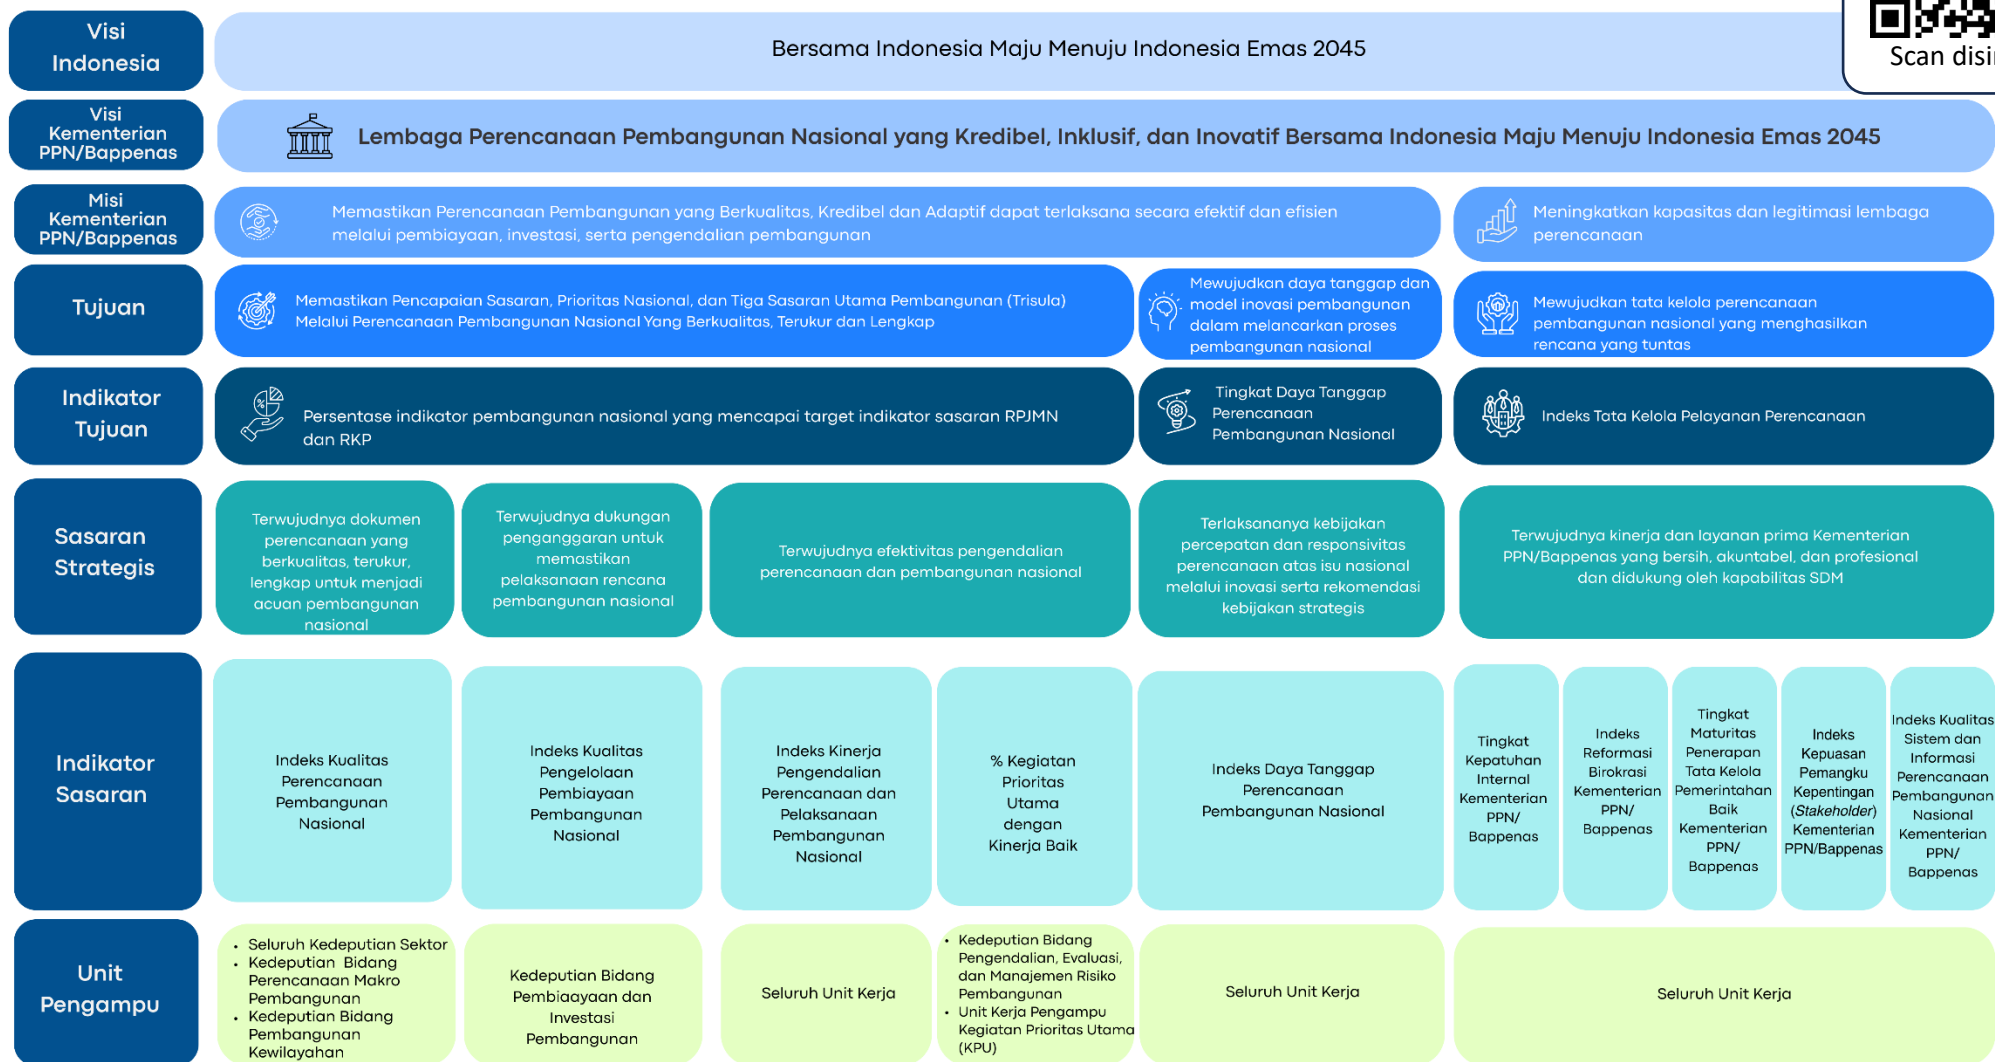 Visi
Indonesia
Bersama Indonesia Maju Menuju Indonesia Emas 2045
Visi
Kementerian
PPN/Bappenas
Lembaga Perencanaan Pembangunan Nasional yang Kredibel, Inklusif, dan Inovatif Bersama Indonesia Maju Menuju Indonesia Emas 2045
Misi
Kementerian
PPN/Bappenas
Memastikan Perencanaan Pembangunan yang Berkualitas, Kredibel dan Adaptif dapat terlaksana secara efektif dan efisien
melalui pembiayaan, investasi, serta pengendalian pembangunan
Meningkatkan kapasitas dan legitimasi lembaga
perencanaan
Tujuan
Memastikan Pencapaian Sasaran, Prioritas Nasional, dan Tiga Sasaran Utama Pembangunan (Trisula)
Melalui Perencanaan Pembangunan Nasional Yang Berkualitas, Terukur dan Lengkap
Mewujudkan daya tanggap dan
model inovasi pembangunan
dalam melancarkan proses
pembangunan nasional
Mewujudkan tata kelola perencanaan
pembangunan nasional yang menghasilkan
rencana yang tuntas
Indikator
Tujuan
%
Persentase indikator pembangunan nasional yang mencapai target indikator sasaran RPJMN
dan RKP
Tingkat Daya Tanggap
Perencanaan
Pembangunan Nasional
Indeks Tata Kelola Pelayanan Perencanaan
Sasaran
Strategis
Terwujudnya dokumen
perencanaan yang
berkualitas, terukur,
lengkap untuk menjadi
acuan pembangunan
nasional
Terwujudnya dukungan
penganggaran untuk
memastikan
pelaksanaan rencana
pembangunan nasional
Terwujudnya efektivitas pengendalian
perencanaan dan pembangunan nasional
Terlaksananya kebijakan
percepatan dan responsivitas
perencanaan atas isu nasional
melalui inovasi serta rekomendasi
kebijakan strategis
Terwujudnya kinerja dan layanan prima Kementerian
PPN/Bappenas yang bersih, akuntabel, dan profesional
dan didukung oleh kapabilitas SDM
Indikator
Sasaran
Indeks Kualitas
Perencanaan
Pembangunan
Nasional
Indeks Kualitas
Pengelolaan
Pembiayaan
Pembangunan
Nasional
Indeks Kinerja
Pengendalian
Perencanaan dan
Pelaksanaan
Pembangunan
Nasional
% Kegiatan
Prioritas
Utama
dengan
Kinerja Baik
Indeks Daya Tanggap
Perencanaan
Pembangunan Nasional
Tingkat
Kepatuhan
Internal
Kementerian
PPN/
Bappenas
Indeks
Reformasi
Birokrasi
Kementerian
PPN/
Bappenas
Tingkat
Maturitas
Penerapan
Tata Kelola
Pemerintahan
Baik
Kementerian
PPN/
Bappenas
Indeks
Kepuasan
Pemangku
Kepentingan
(Stakeholder)
Kementerian
PPN/Bappenas
Indeks Kualitas
Sistem dan
Informasi
Perencanaan
Pembangunan
Nasional
Kementerian
PPN/
Bappenas
Unit
Pengampu
• Seluruh Kedeputian Sektor
• Kedeputian Bidang
Perencanaan Makro
Pembangunan
• Kedeputian Bidang
Pembangunan
Kewilayahan
Kedeputian Bidang
Pembiaayaan dan
Investasi
Pembangunan
Seluruh Unit Kerja
• Kedeputian Bidang
Pengendalian, Evaluasi,
dan Manajemen Risiko
Pembangunan
• Unit Kerja Pengampu
Kegiatan Prioritas Utama
(KPU)
Seluruh Unit Kerja
Seluruh Unit Kerja
Scan